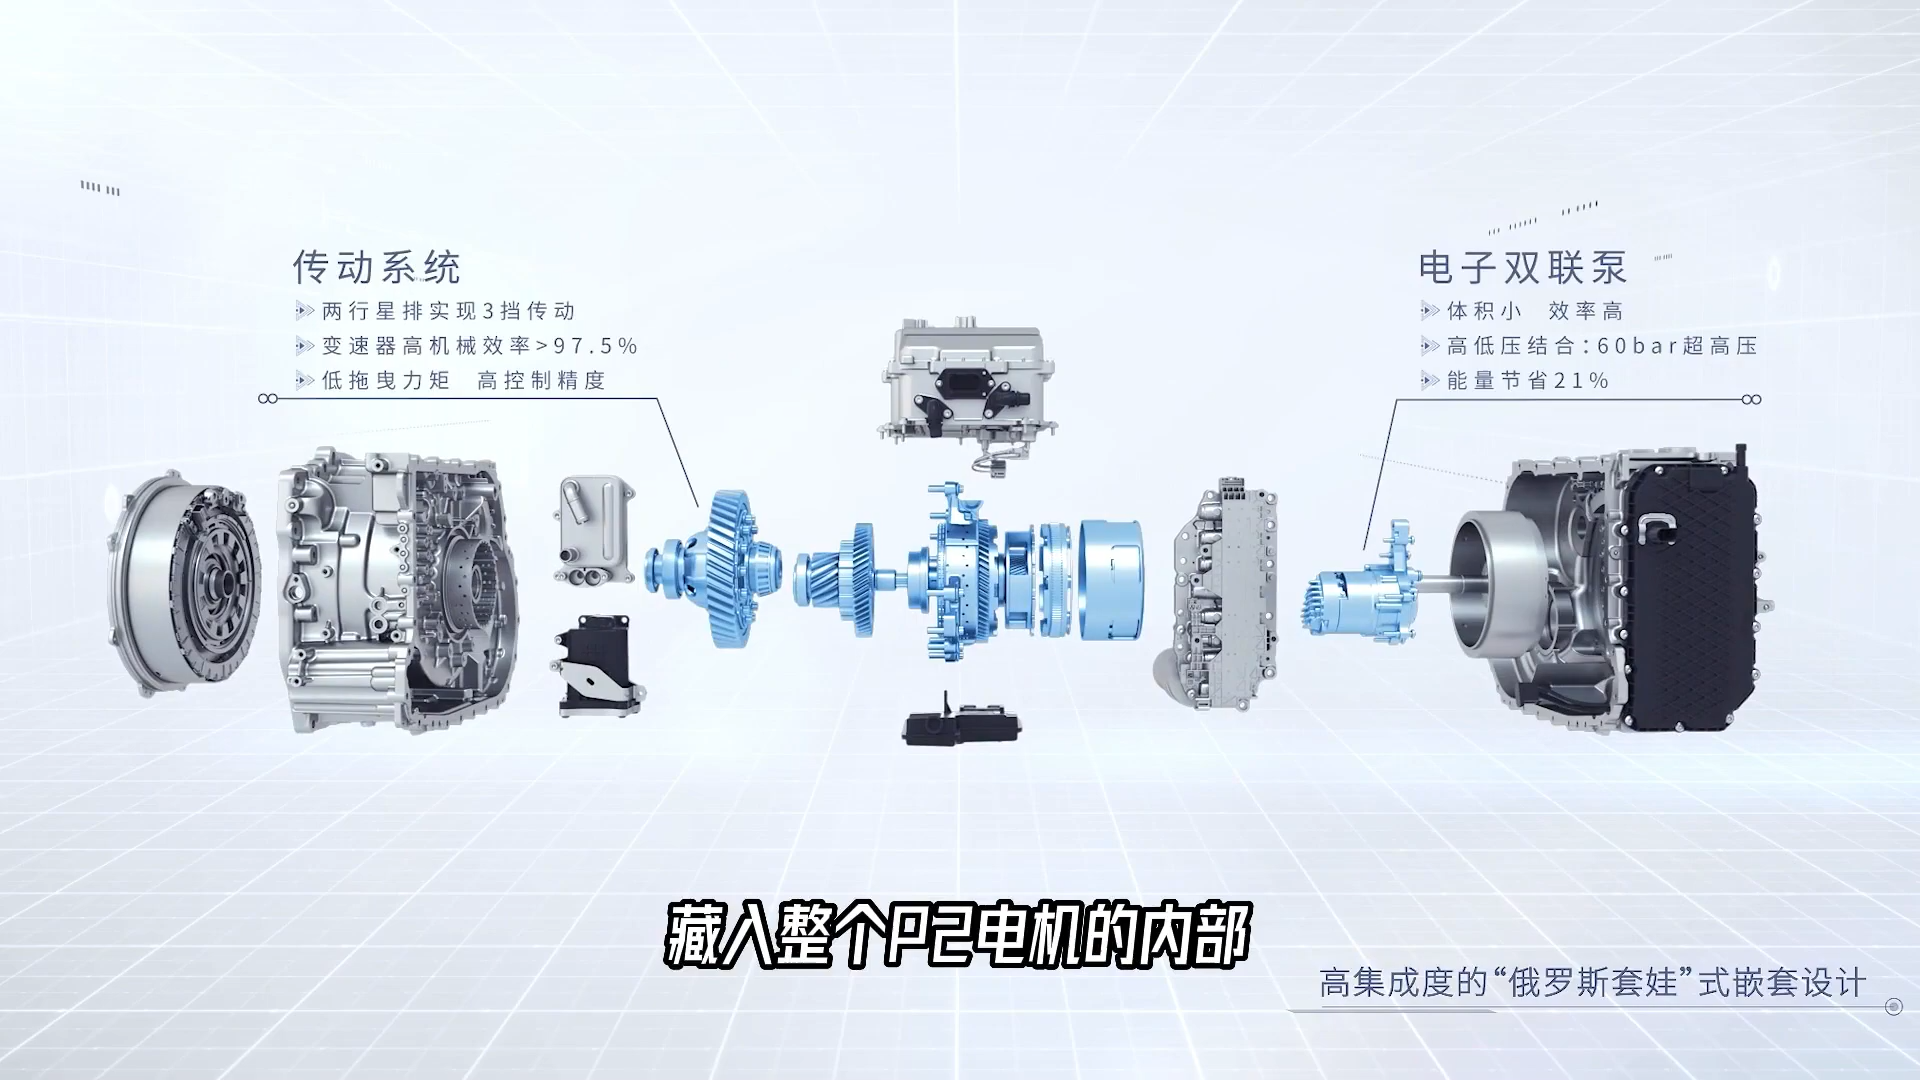 传动系统
两行星排实现3挡传动
变速器高机械效率>97.5%
低拖曳力矩 高控制精度
电子双联泵
体积小 效率高
高低压结合:60bar超高压
能量节省21%
藏入整个P2电机的内部
高集成度的“俄罗斯套娃”式嵌套设计